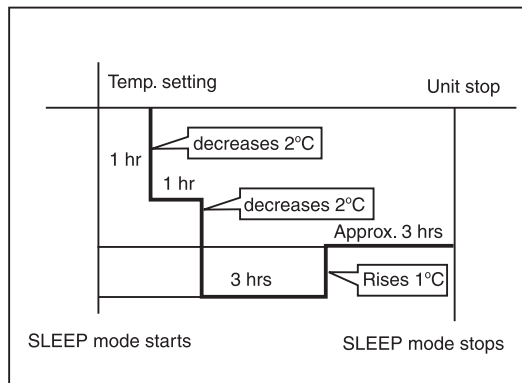 Temp. setting
Unit stop
decreases 2°C
1 hr
1 hr
decreases 2°C
Approx. 3 hrs
3 hrs
Rises 1°C
SLEEP mode starts
SLEEP mode stops